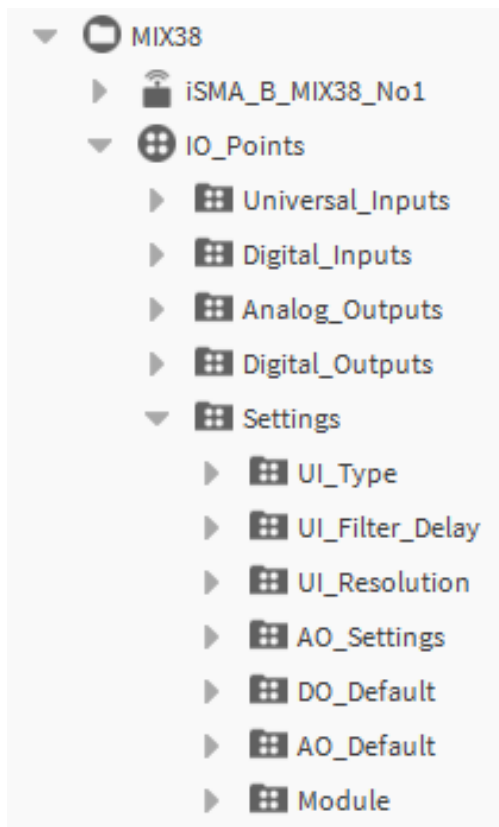 MIX38
iSMA_B_MIX38_No1
IO_Points
Universal_Inputs
Digital_Inputs
Analog_Outputs
Digital_Outputs
Settings
UI_Type
UI_Filter_Delay
UI_Resolution
AO_Settings
DO_Default
AO_Default
Module